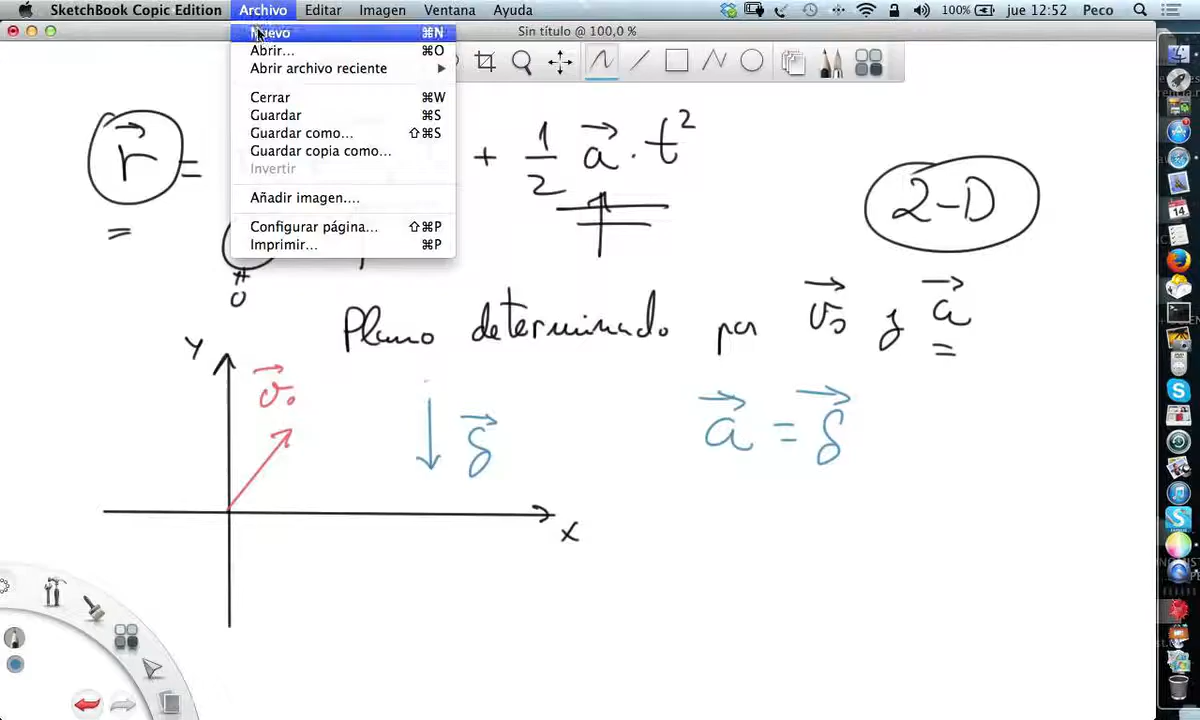 SketchBook Copic Edition Archivo Editar Imagen Ventana Ayuda 100% jue 12:52 Peco
Nuevo ⌘N
Sin título @ 100,0 %
Abrir... ⌘O
Abrir archivo reciente ▶
Cerrar ⌘W
Guardar ⌘S
Guardar como... ⇧⌘S
Guardar copia como...
Invertir
Añadir imagen....
Configurar página... ⇧⌘P
Imprimir... ⌘P
r⃗ = + 1/2 a⃗ · t²
2-D
0
Plano determinado por v⃗₀ y a⃗
Y
v⃗₀
g⃗
a⃗ = g⃗
X
14